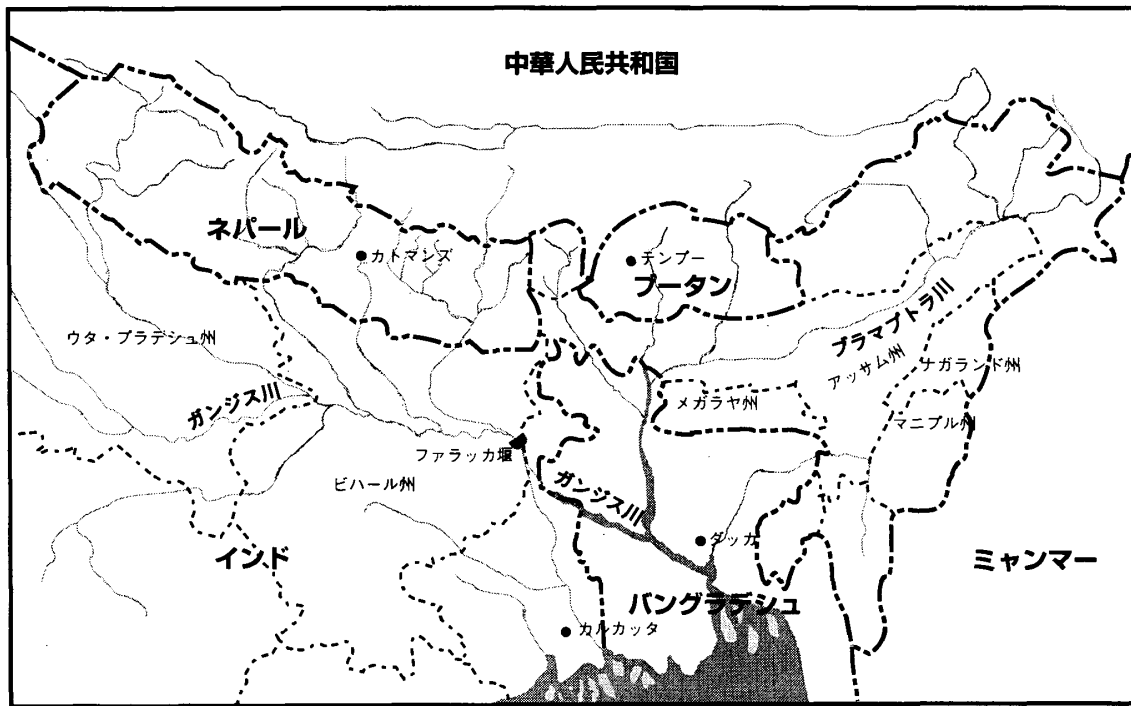 中華人民共和国
ネパール
カトマンズ
チンプー
ブータン
ブラマプトラ川
ウタ・プラデシュ州
アッサム州
ナガランド州
メガラヤ州
ガンジス川
マニプル州
ファラッカ堰
ビハール州
ガンジス川
ダッカ
インド
ミャンマー
バングラデシュ
カルカッタ